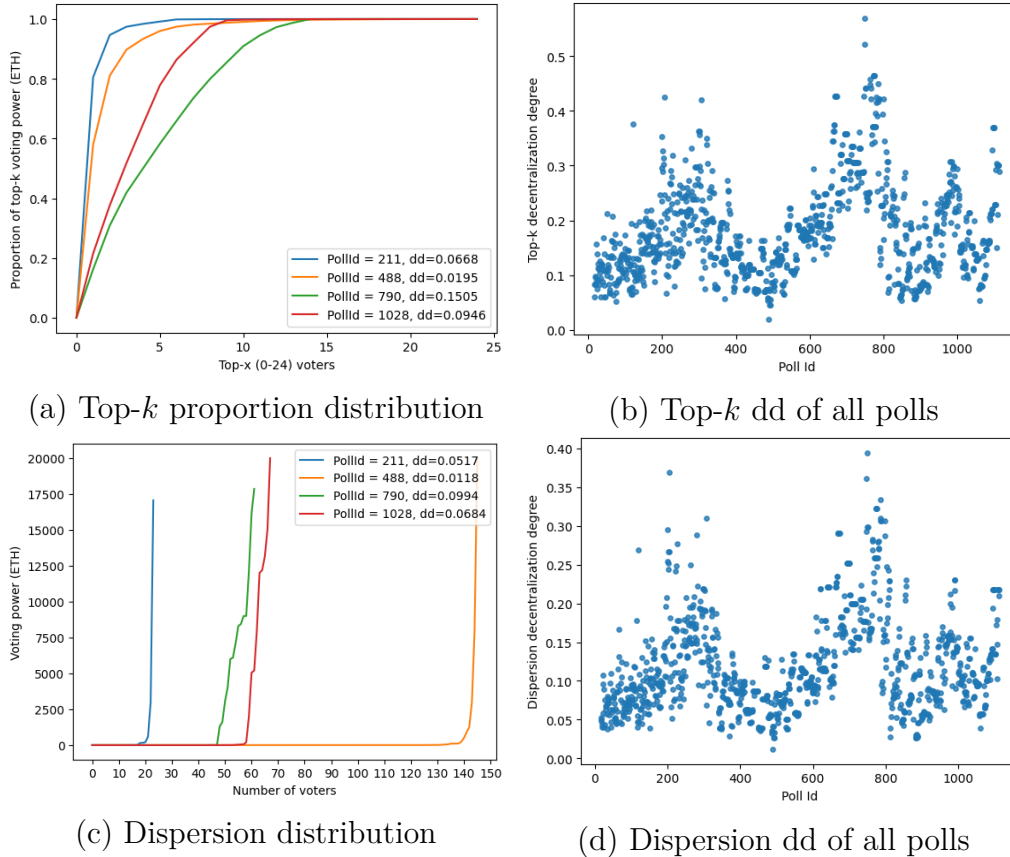 1.0
0.8
0.6
0.4
0.2
0.0
Proportion of top-k voting power (ETH)
PollId = 211, dd=0.0668
PollId = 488, dd=0.0195
PollId = 790, dd=0.1505
PollId = 1028, dd=0.0946
0 5 10 15 20 25
Top-x (0-24) voters
(a) Top-k proportion distribution
0.5
0.4
0.3
0.2
0.1
0.0
Top-k decentralization degree
0 200 400 600 800 1000
Poll Id
(b) Top-k dd of all polls
20000
17500
15000
12500
10000
7500
5000
2500
0
Voting power (ETH)
PollId = 211, dd=0.0517
PollId = 488, dd=0.0118
PollId = 790, dd=0.0994
PollId = 1028, dd=0.0684
0 10 20 30 40 50 60 70 80 90 100 110 120 130 140 150
Number of voters
(c) Dispersion distribution
0.40
0.35
0.30
0.25
0.20
0.15
0.10
0.05
0.00
Dispersion decentralization degree
0 200 400 600 800 1000
Poll Id
(d) Dispersion dd of all polls